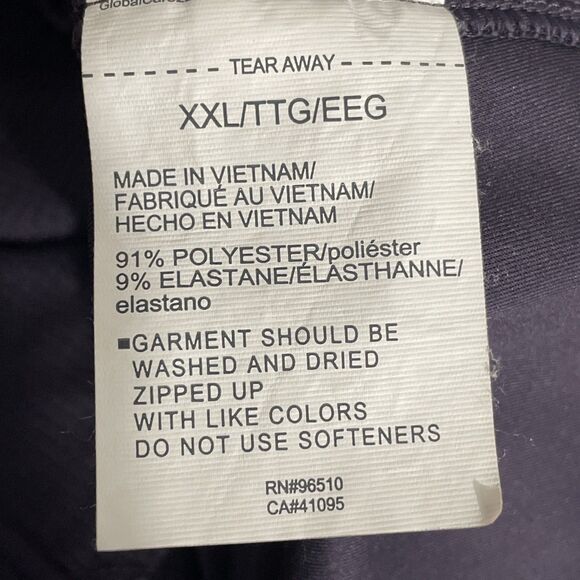 TEAR AWAY
XXL/TTG/EEG
MADE IN VIETNAM/
FABRIQUÉ AU VIETNAM/
HECHO EN VIETNAM
91% POLYESTER/poliéster
9% ELASTANE/ÉLASTHANNE/
elastano
■GARMENT SHOULD BE
WASHED AND DRIED
ZIPPED UP
WITH LIKE COLORS
DO NOT USE SOFTENERS
RN#96510
CA#41095